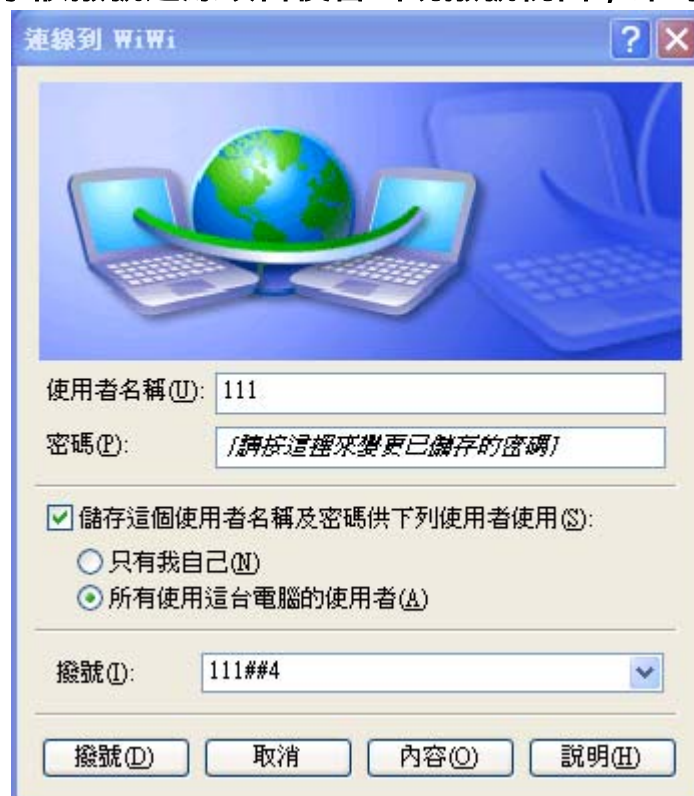 連線到 WiWi
使用者名稱(U): 111
密碼(P): [請按這裡來變更已儲存的密碼]
儲存這個使用者名稱及密碼供下列使用者使用(S):
只有我自己(N)
所有使用這台電腦的使用者(A)
撥號(I): 111##4
撥號(D) 取消 內容(O) 說明(H)